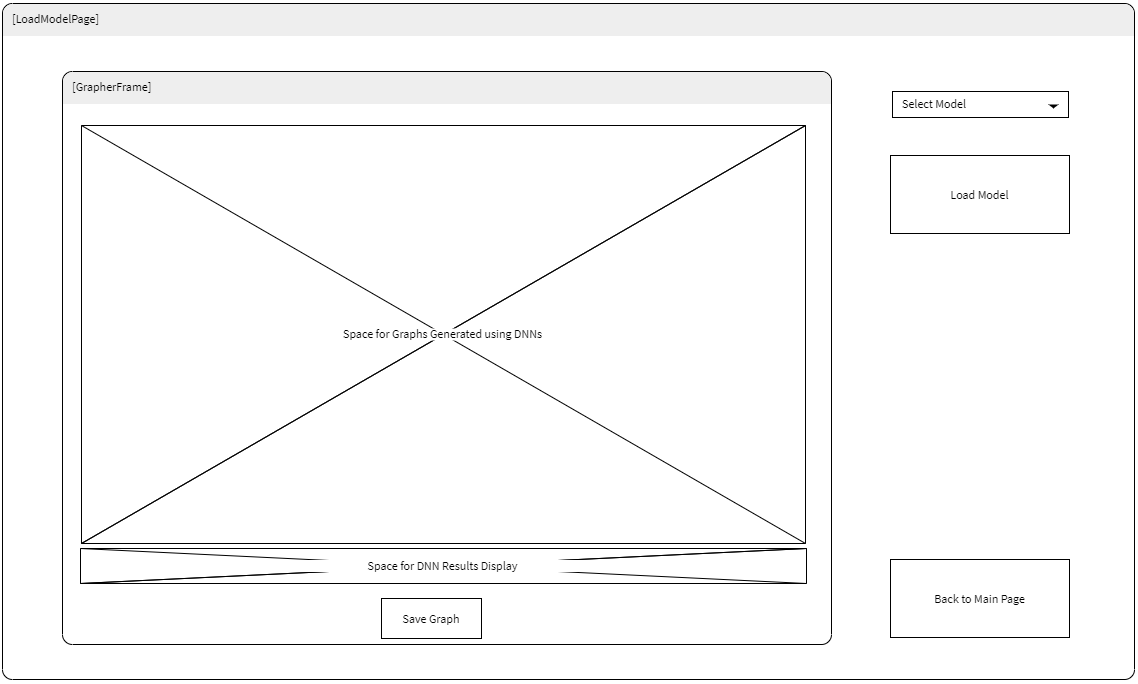 [LoadModelPage]
[GrapherFrame]
Select Model
Load Model
Space for Graphs Generated using DNNs
Space for DNN Results Display
Save Graph
Back to Main Page